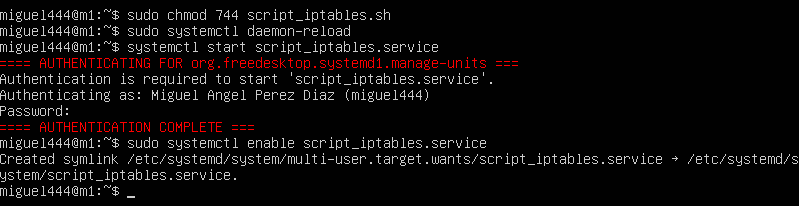 miguel444@m1:~$ sudo chmod 744 script_iptables.sh
miguel444@m1:~$ sudo systemctl daemon-reload
miguel444@m1:~$ systemctl start script_iptables.service
==== AUTHENTICATING FOR org.freedesktop.systemd1.manage-units ===
Authentication is required to start 'script_iptables.service'.
Authenticating as: Miguel Angel Perez Diaz (miguel444)
Password:
==== AUTHENTICATION COMPLETE ===
miguel444@m1:~$ sudo systemctl enable script_iptables.service
Created symlink /etc/systemd/system/multi-user.target.wants/script_iptables.service → /etc/systemd/s
ystem/script_iptables.service.
miguel444@m1:~$ _